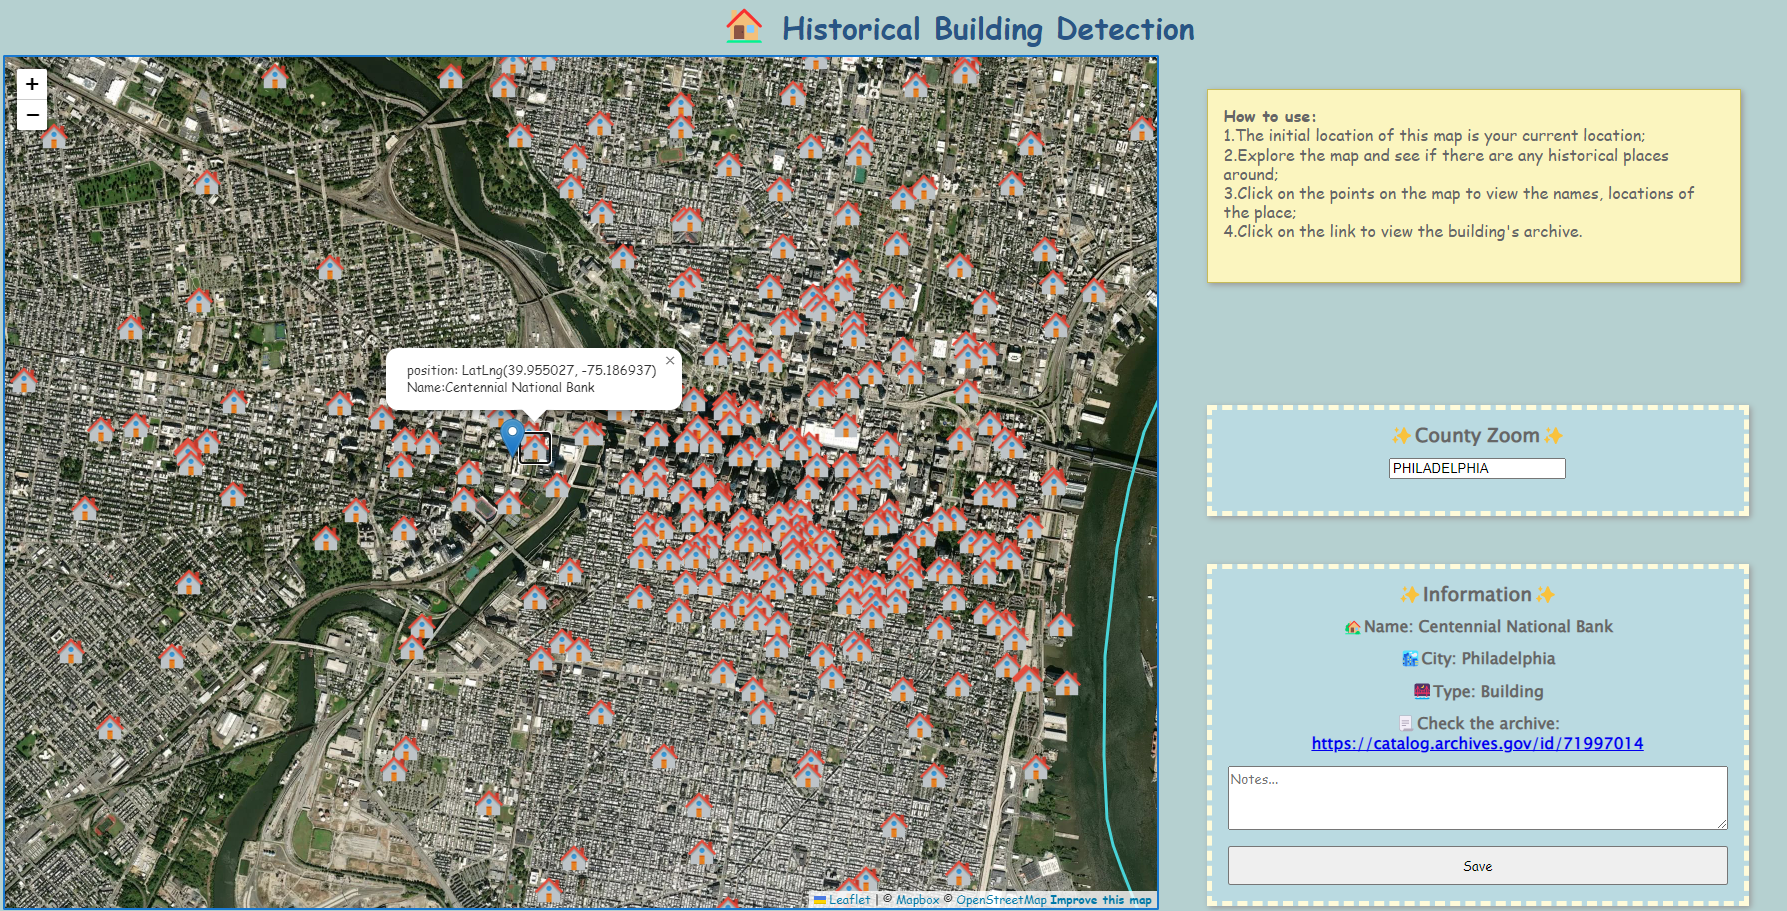 Historical Building Detection
+
−
position: LatLng(39.955027, -75.186937)
Name:Centennial National Bank
×
Leaflet | © Mapbox © OpenStreetMap Improve this map
How to use:
1.The initial location of this map is your current location;
2.Explore the map and see if there are any historical places
around;
3.Click on the points on the map to view the names, locations of
the place;
4.Click on the link to view the building's archive.
✨County Zoom✨
PHILADELPHIA
✨Information✨
Name: Centennial National Bank
City: Philadelphia
Type: Building
Check the archive:
https://catalog.archives.gov/id/71997014
Notes...
Save